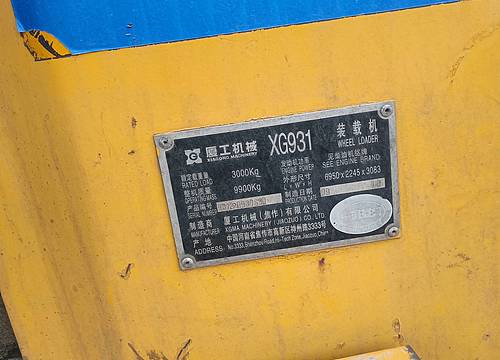 厦工机械 XG931 装载机
XIAGONG MACHINERY WHEEL LOADER
额定载重量 3000Kg 发动机功率 见柴油机铭牌
RATED LOAD ENGINE POWER SEE ENGINE BRAND
整机质量 9900Kg 外形尺寸 6950 x 2245 x 3083
OPERATING MASS L×W×H
产品编号 制造日期
SERIAL NUMBER PRODUCTED DATE
制造商 厦工机械(焦作)有限公司
MANUFACTURER XGMA MACHINERY (JIAOZUO) CO., LTD.
产地 中国河南省焦作市高新区神州路3333号
ADDRESS: No.3333,Shenzhou Road,Hi-Tech Zone,Jiaozuo,China